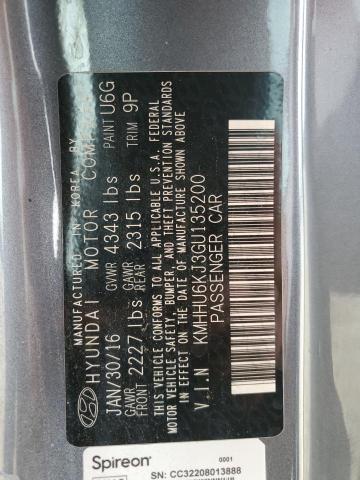 MANUFACTURED IN KOREA BY
HYUNDAI MOTOR COMPANY
JAN/30/16 GVWR 4343 lbs PAINT U6G
GAWR FRONT 2227 lbs GAWR REAR 2315 lbs TRIM 9P
THIS VEHICLE CONFORMS TO ALL APPLICABLE U.S.A. FEDERAL
MOTOR VEHICLE SAFETY, BUMPER, AND THEFT PREVENTION STANDARDS
IN EFFECT ON THE DATE OF MANUFACTURE SHOWN ABOVE
V.I.N KMHHU6KJ3GU135200
PASSENGER CAR
Spireon 0001
SN: CC32208013888